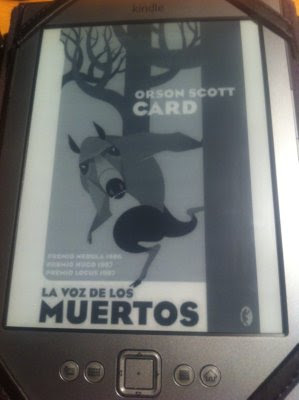 kindle
ORSON SCOTT
CARD
PREMIO NEBULA 1986
PREMIO HUGO 1987
PREMIO LOCUS 1987
LA VOZ DE LOS
MUERTOS